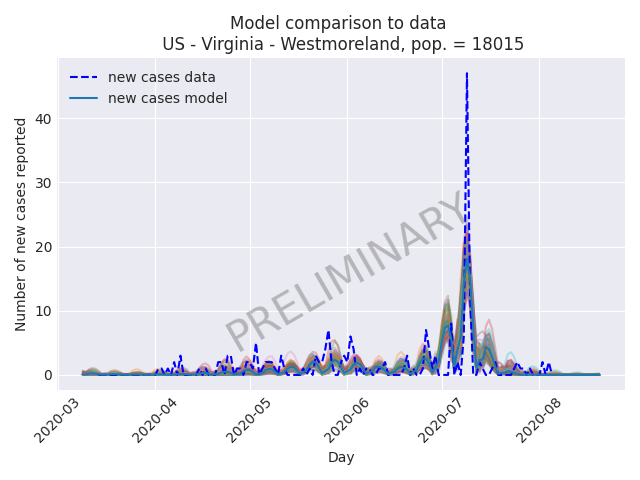 Model comparison to data
US - Virginia - Westmoreland, pop. = 18015
new cases data
new cases model
Number of new cases reported
40
30
20
10
0
PRELIMINARY
2020-03
2020-04
2020-05
2020-06
2020-07
2020-08
Day